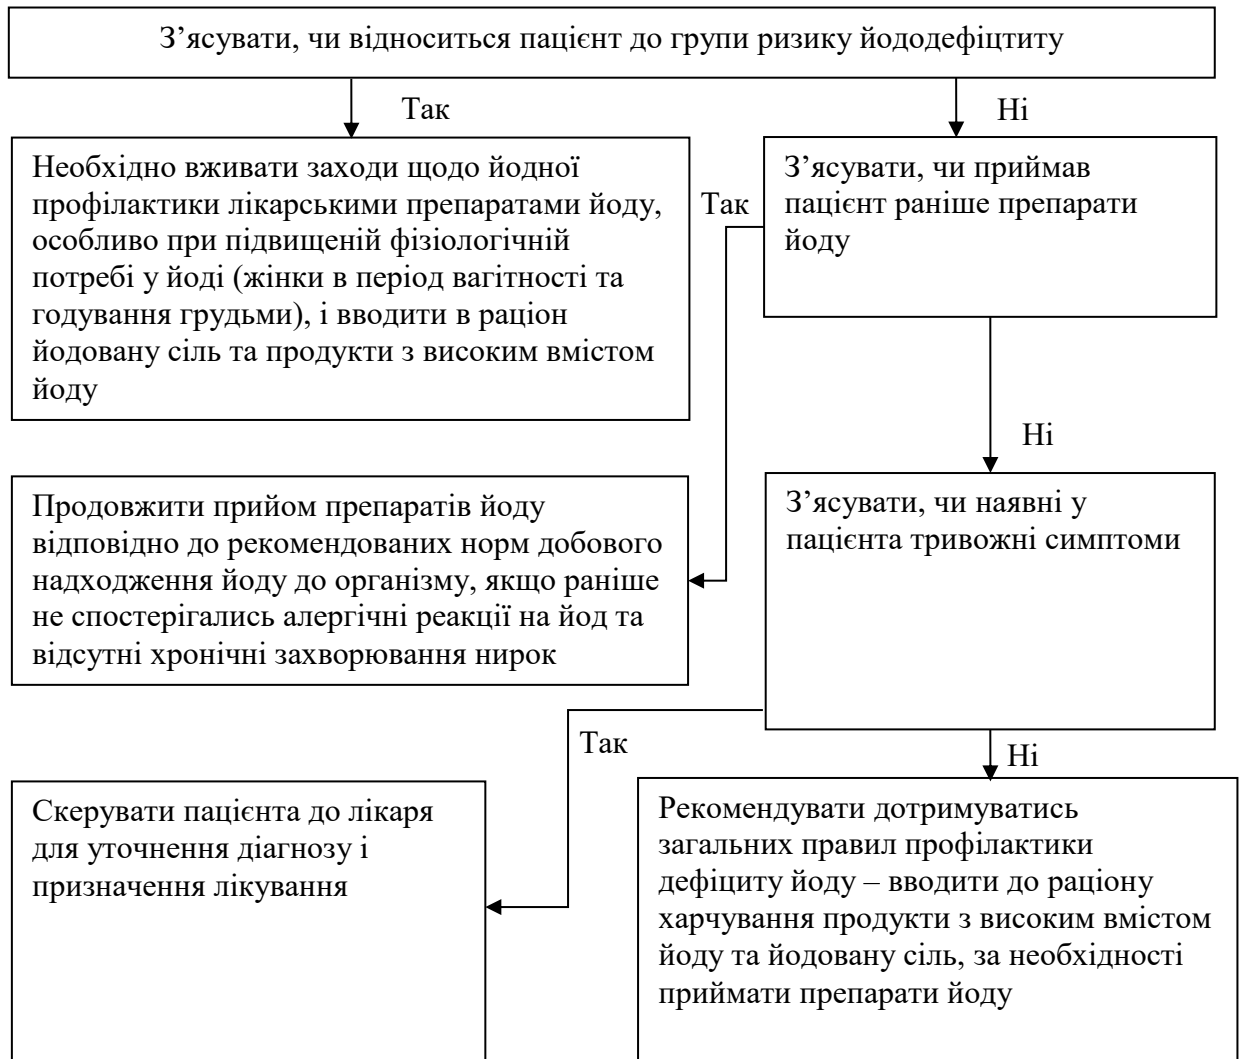 З’ясувати, чи відноситься пацієнт до групи ризику йододефіцтиту
Так
Ні
Необхідно вживати заходи щодо йодної
профілактики лікарськими препаратами йоду,
особливо при підвищеній фізіологічній
потребі у йоді (жінки в період вагітності та
годування грудьми), і вводити в раціон
йодовану сіль та продукти з високим вмістом
йоду
З’ясувати, чи приймав
пацієнт раніше препарати
йоду
Так
Ні
Продовжити прийом препаратів йоду
відповідно до рекомендованих норм добового
надходження йоду до організму, якщо раніше
не спостерігались алергічні реакції на йод та
відсутні хронічні захворювання нирок
З’ясувати, чи наявні у
пацієнта тривожні симптоми
Так
Ні
Скерувати пацієнта до лікаря
для уточнення діагнозу і
призначення лікування
Рекомендувати дотримуватись
загальних правил профілактики
дефіциту йоду – вводити до раціону
харчування продукти з високим вмістом
йоду та йодовану сіль, за необхідності
приймати препарати йоду